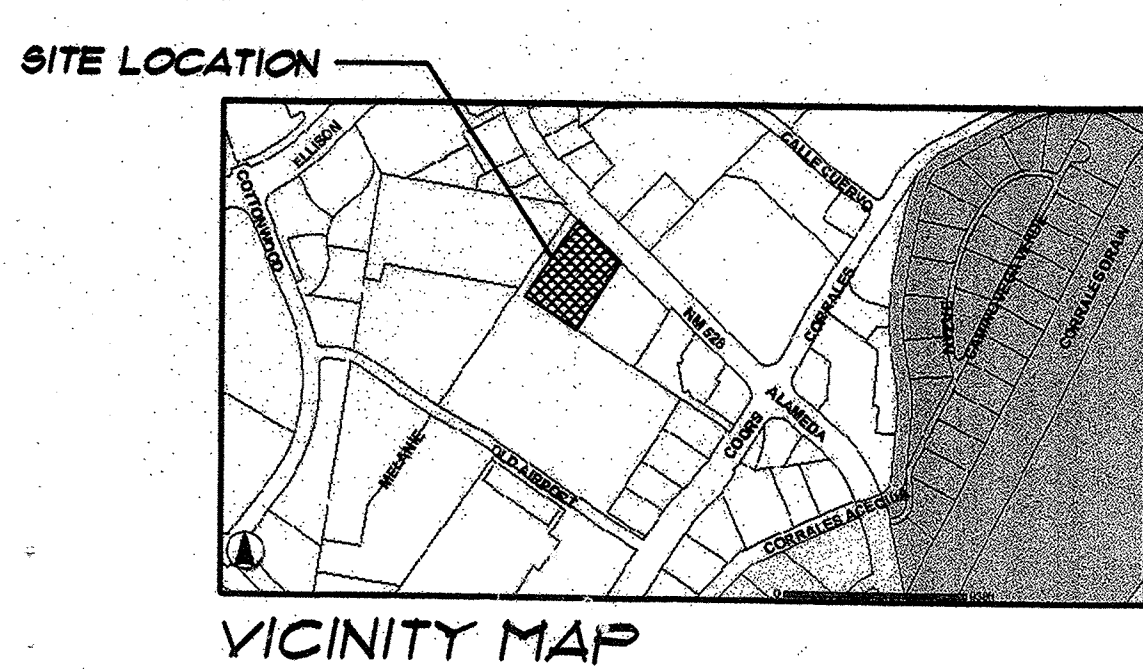 SITE LOCATION
ELLISON
COTTONWOOD
CALLE CUERVO
NM 528
CORRALES
CORRALES DRAIN
ALAMEDA
COORS
MELANIE
OLD AIRPORT
CORRALES ACEQUIA
0
VICINITY MAP